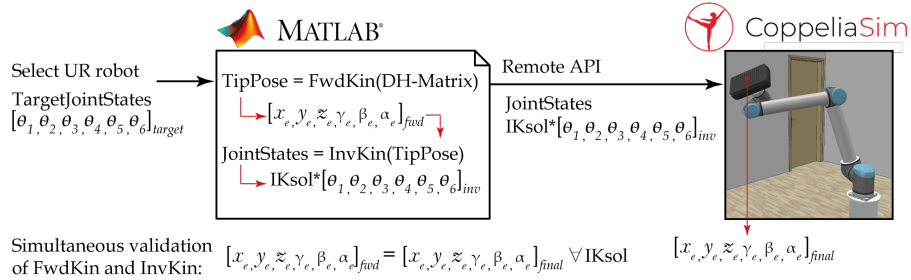 MATLAB®
CoppeliaSim
Select UR robot
TargetJointStates
[θ1, θ2, θ3, θ4, θ5, θ6]target
TipPose = FwdKin(DH-Matrix)
[xe, ye, ze, γe, βe, αe]fwd
JointStates = InvKin(TipPose)
IKsol*[θ1, θ2, θ3, θ4, θ5, θ6]inv
Remote API
JointStates
IKsol*[θ1, θ2, θ3, θ4, θ5, θ6]inv
[xe, ye, ze, γe, βe, αe]final
Simultaneous validation
of FwdKin and InvKin: [xe, ye, ze, γe, βe, αe]fwd = [xe, ye, ze, γe, βe, αe]final ∀IKsol